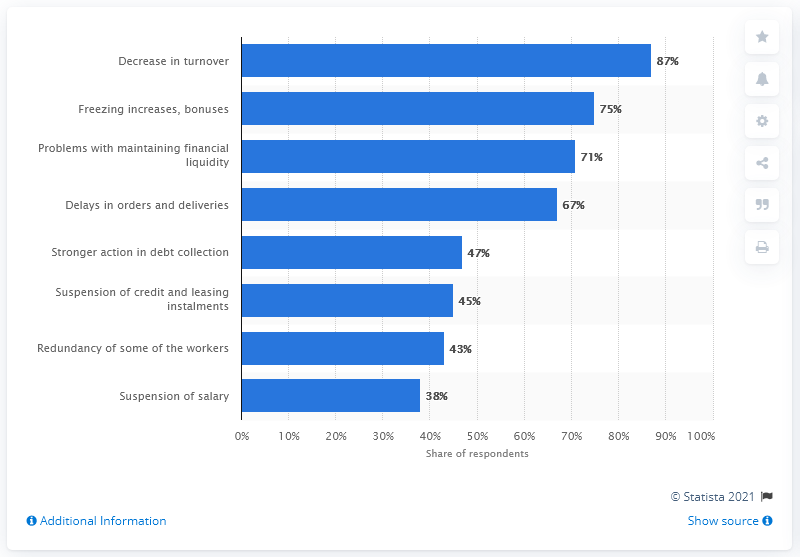 Decrease in turnover 87%
Freezing increases, bonuses 75%
Problems with maintaining financial
liquidity 71%
Delays in orders and deliveries 67%
Stronger action in debt collection 47%
Suspension of credit and leasing
instalments 45%
Redundancy of some of the workers 43%
Suspension of salary 38%
0% 10% 20% 30% 40% 50% 60% 70% 80% 90% 100%
Share of respondents
© Statista 2021
Additional Information Show source